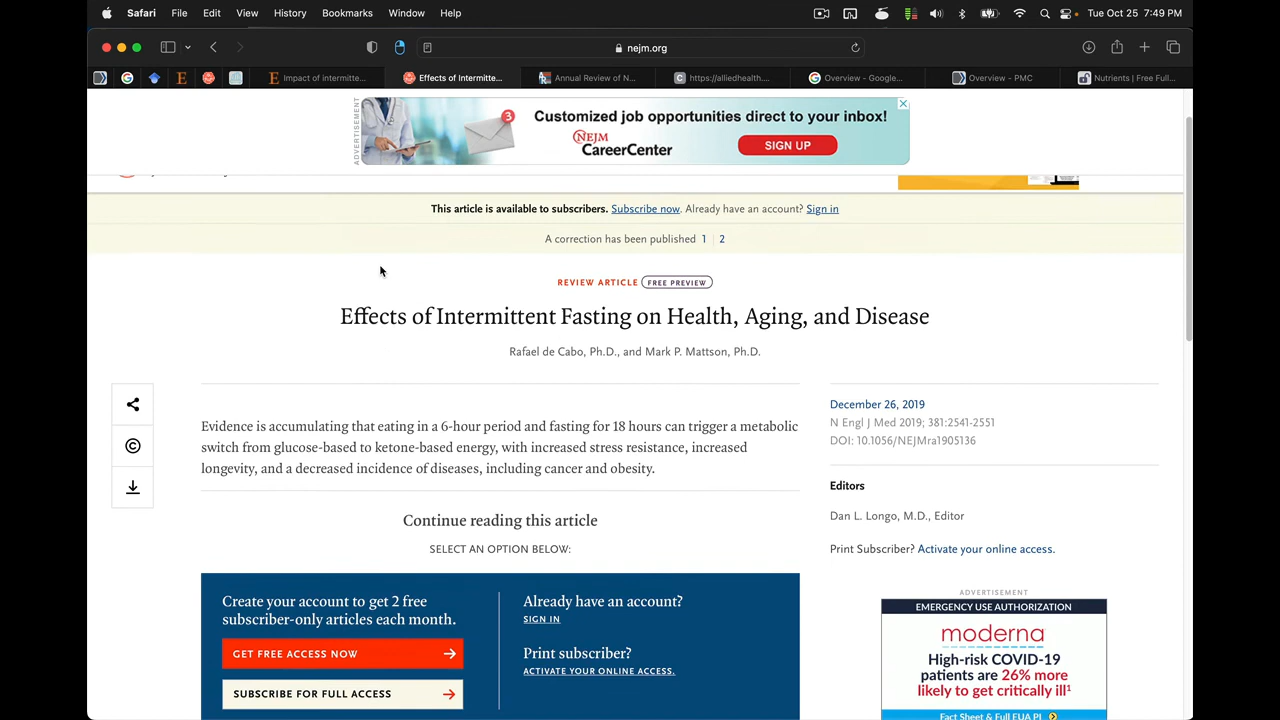 Safari File Edit View History Bookmarks Window Help Tue Oct 25 7:49 PM
nejm.org
Impact of intermitte... Effects of Intermitte... Annual Review of N... https://alliedhealth.... Overview - Google... Overview - PMC Nutrients | Free Full...
ADVERTISEMENT
3
Customized job opportunities direct to your inbox!
NEJM
CareerCenter
SIGN UP
This article is available to subscribers. Subscribe now. Already have an account? Sign in
A correction has been published 1 | 2
REVIEW ARTICLE FREE PREVIEW
Effects of Intermittent Fasting on Health, Aging, and Disease
Rafael de Cabo, Ph.D., and Mark P. Mattson, Ph.D.
Evidence is accumulating that eating in a 6-hour period and fasting for 18 hours can trigger a metabolic
switch from glucose-based to ketone-based energy, with increased stress resistance, increased
longevity, and a decreased incidence of diseases, including cancer and obesity.
Continue reading this article
SELECT AN OPTION BELOW:
Create your account to get 2 free
subscriber-only articles each month.
GET FREE ACCESS NOW
SUBSCRIBE FOR FULL ACCESS
Already have an account?
SIGN IN
Print subscriber?
ACTIVATE YOUR ONLINE ACCESS.
December 26, 2019
N Engl J Med 2019; 381:2541-2551
DOI: 10.1056/NEJMra1905136
Editors
Dan L. Longo, M.D., Editor
Print Subscriber? Activate your online access.
ADVERTISEMENT
EMERGENCY USE AUTHORIZATION
moderna
High-risk COVID-19
patients are 26% more
likely to get critically ill¹
Fact Sheet & Full EUA PI